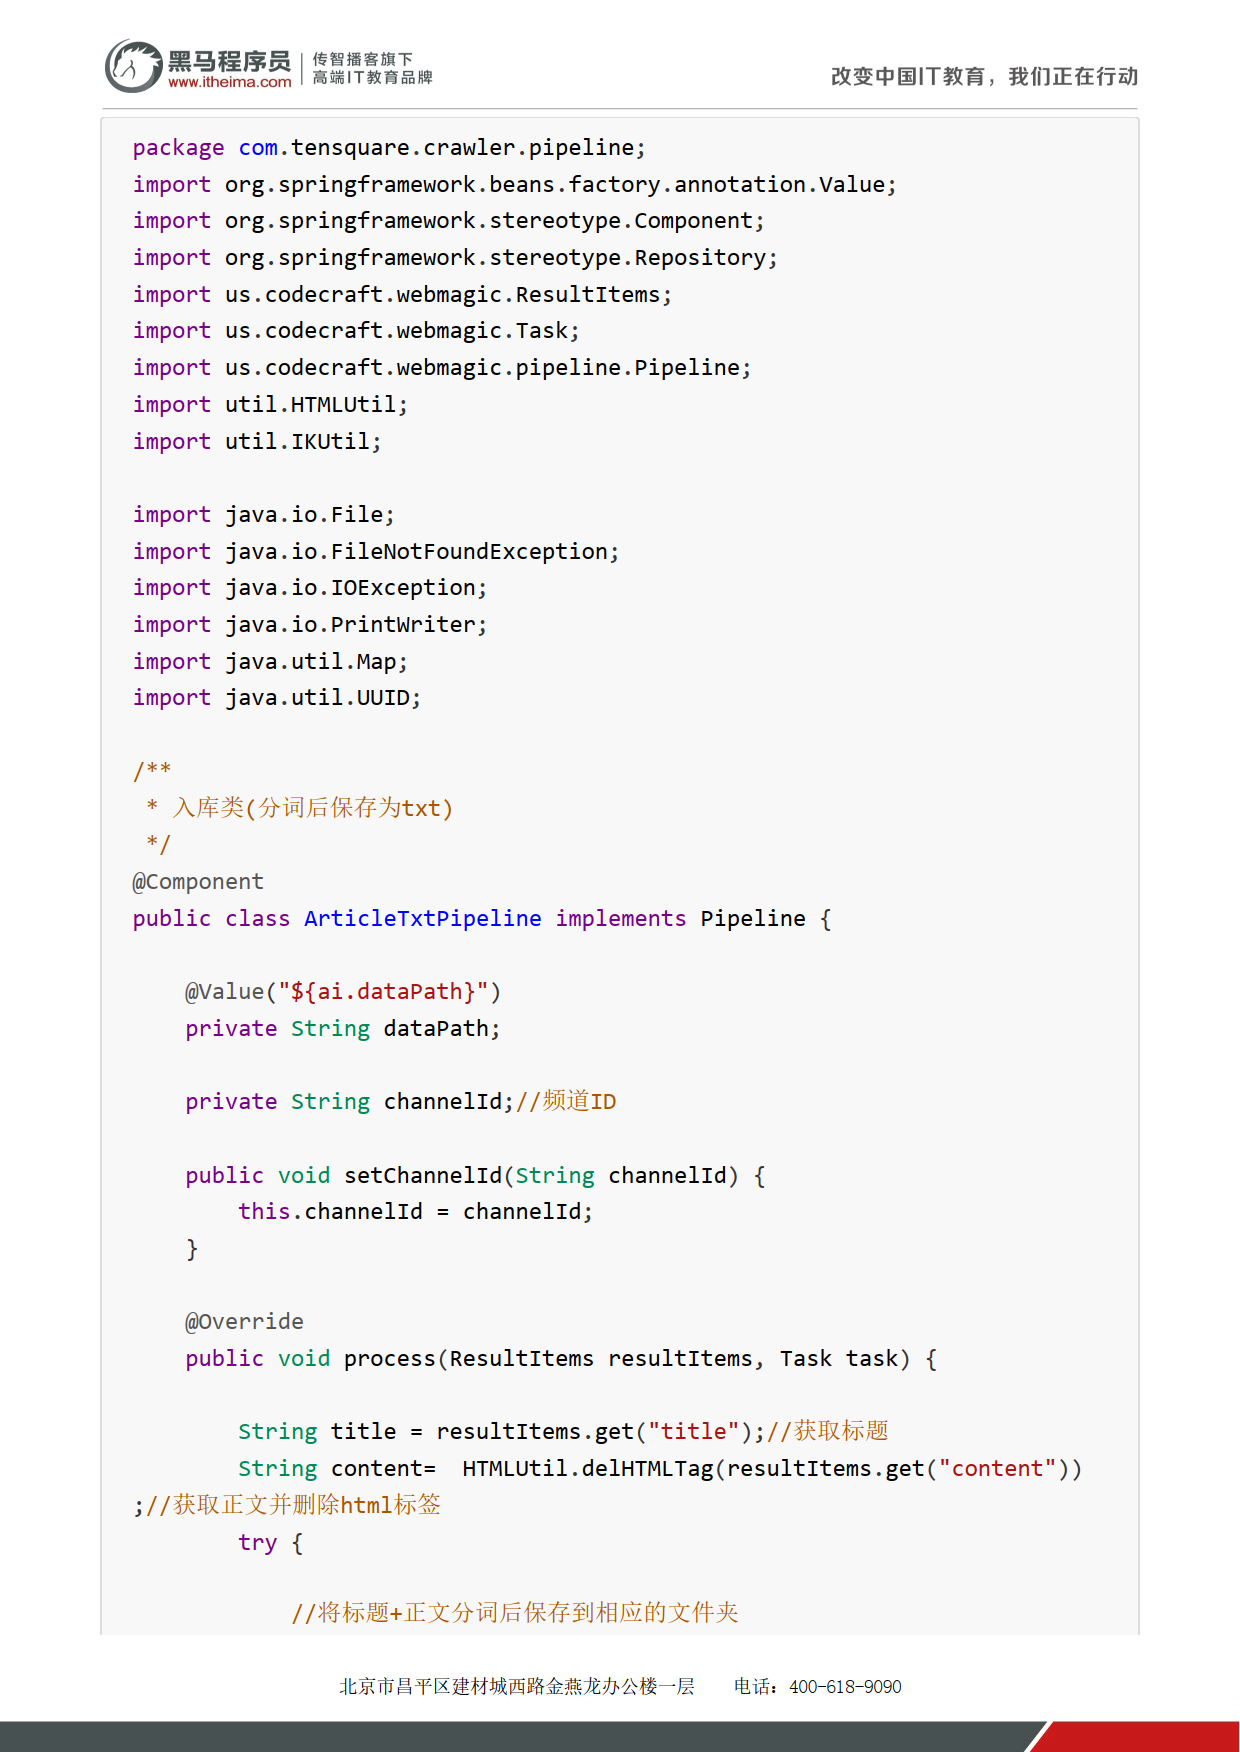 黑马程序员
www.itheima.com
传智播客旗下
高端IT教育品牌
改变中国IT教育，我们正在行动
package com.tensquare.crawler.pipeline;
import org.springframework.beans.factory.annotation.Value;
import org.springframework.stereotype.Component;
import org.springframework.stereotype.Repository;
import us.codecraft.webmagic.ResultItems;
import us.codecraft.webmagic.Task;
import us.codecraft.webmagic.pipeline.Pipeline;
import util.HTMLUtil;
import util.IKUtil;

import java.io.File;
import java.io.FileNotFoundException;
import java.io.IOException;
import java.io.PrintWriter;
import java.util.Map;
import java.util.UUID;

/**
 * 入库类(分词后保存为txt)
 */
@Component
public class ArticleTxtPipeline implements Pipeline {

    @Value("${ai.dataPath}")
    private String dataPath;

    private String channelId;//频道ID

    public void setChannelId(String channelId) {
        this.channelId = channelId;
    }

    @Override
    public void process(ResultItems resultItems, Task task) {

        String title = resultItems.get("title");//获取标题
        String content=  HTMLUtil.delHTMLTag(resultItems.get("content"))
;//获取正文并删除html标签
        try {

            //将标题+正文分词后保存到相应的文件夹
北京市昌平区建材城西路金燕龙办公楼一层 电话：400-618-9090